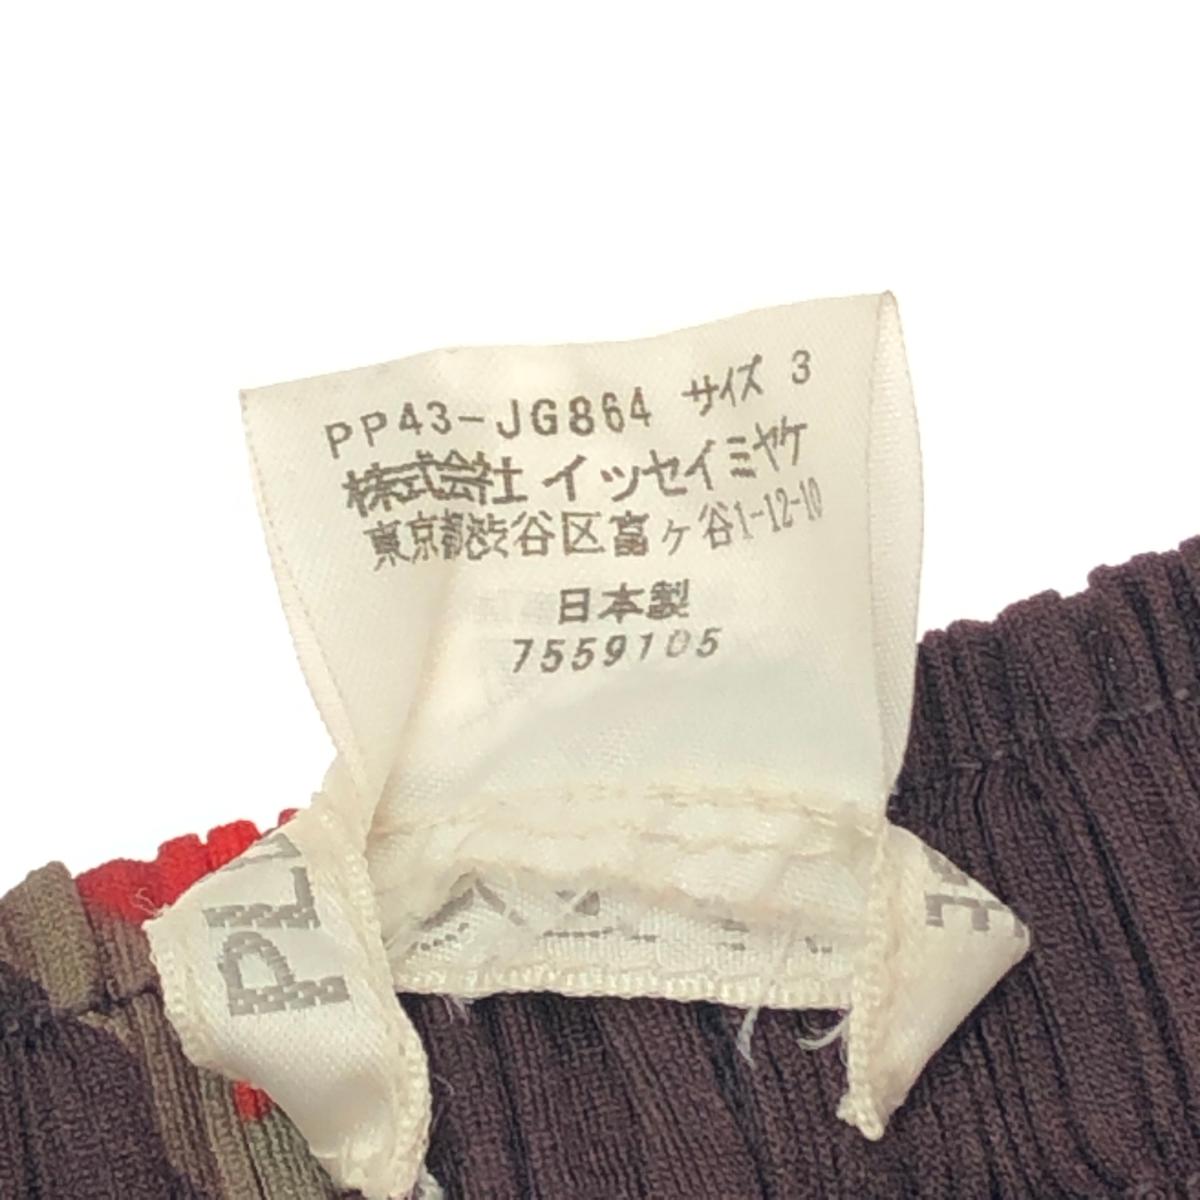 PP43-JG864 サイズ 3
株式会社 イッセイミヤケ
東京都渋谷区富ヶ谷1-12-10
日本製
7559105
PL